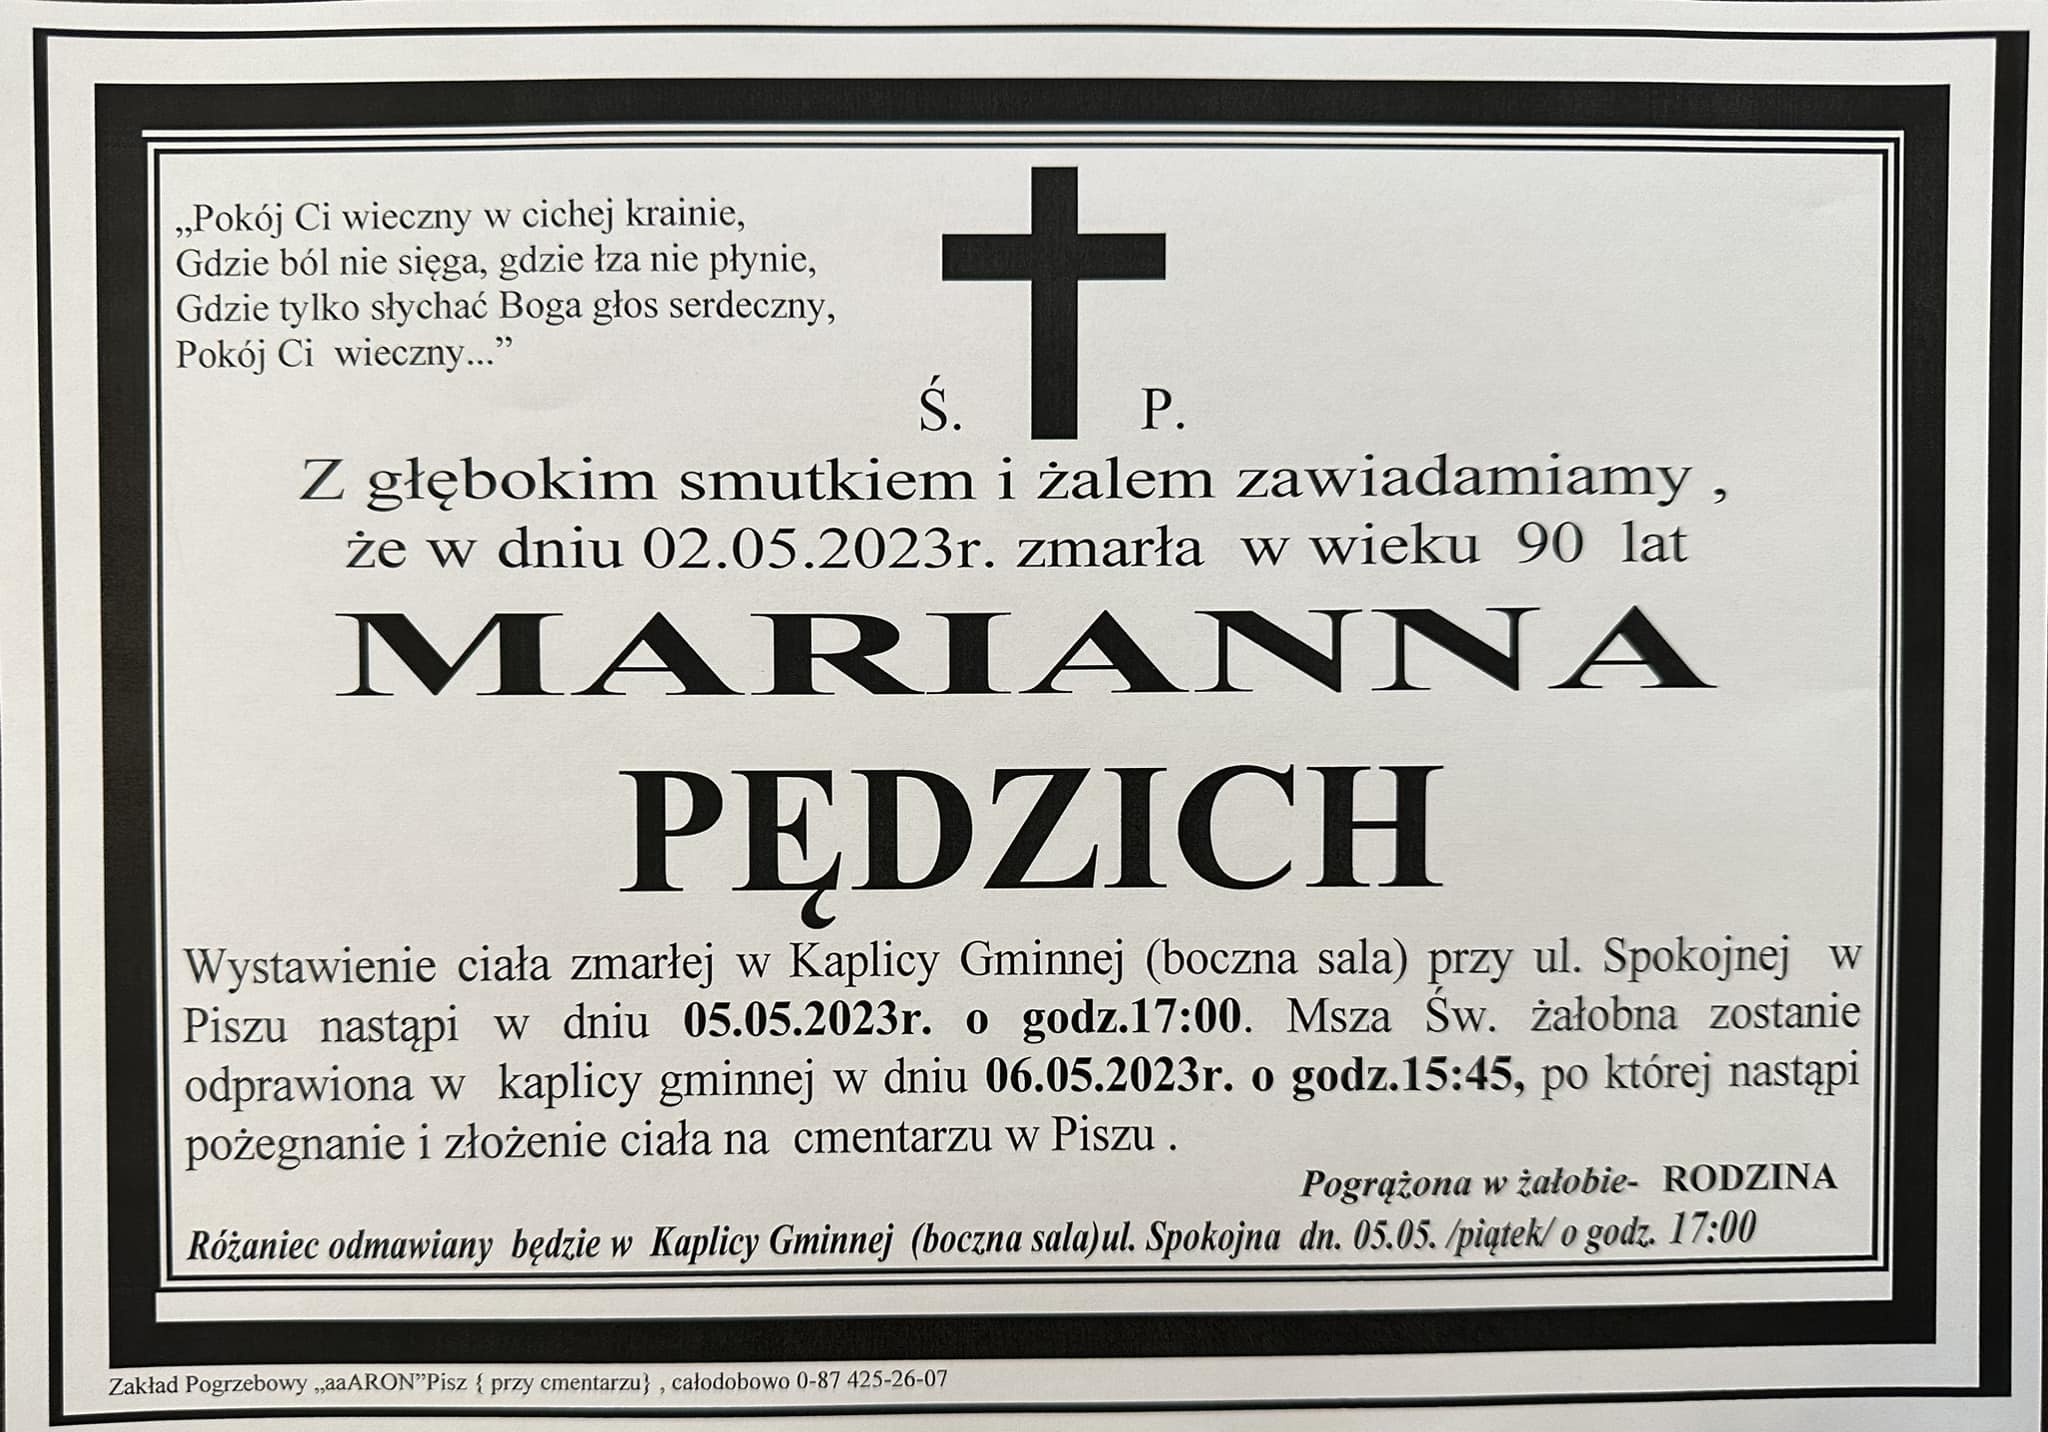 „Pokój Ci wieczny w cichej krainie,
Gdzie ból nie sięga, gdzie łza nie płynie,
Gdzie tylko słychać Boga głos serdeczny,
Pokój Ci wieczny...”
Ś. P.
Z głębokim smutkiem i żalem zawiadamiamy ,
że w dniu 02.05.2023r. zmarła w wieku 90 lat
MARIANNA
PĘDZICH
Wystawienie ciała zmarłej w Kaplicy Gminnej (boczna sala) przy ul. Spokojnej w
Piszu nastąpi w dniu 05.05.2023r. o godz.17:00. Msza Św. żałobna zostanie
odprawiona w kaplicy gminnej w dniu 06.05.2023r. o godz.15:45, po której nastąpi
pożegnanie i złożenie ciała na cmentarzu w Piszu .
Pogrążona w żałobie- RODZINA
Różaniec odmawiany będzie w Kaplicy Gminnej (boczna sala)ul. Spokojna dn. 05.05. /piątek/ o godz. 17:00
Zakład Pogrzebowy „aaARON”Pisz { przy cmentarzu} , całodobowo 0-87 425-26-07